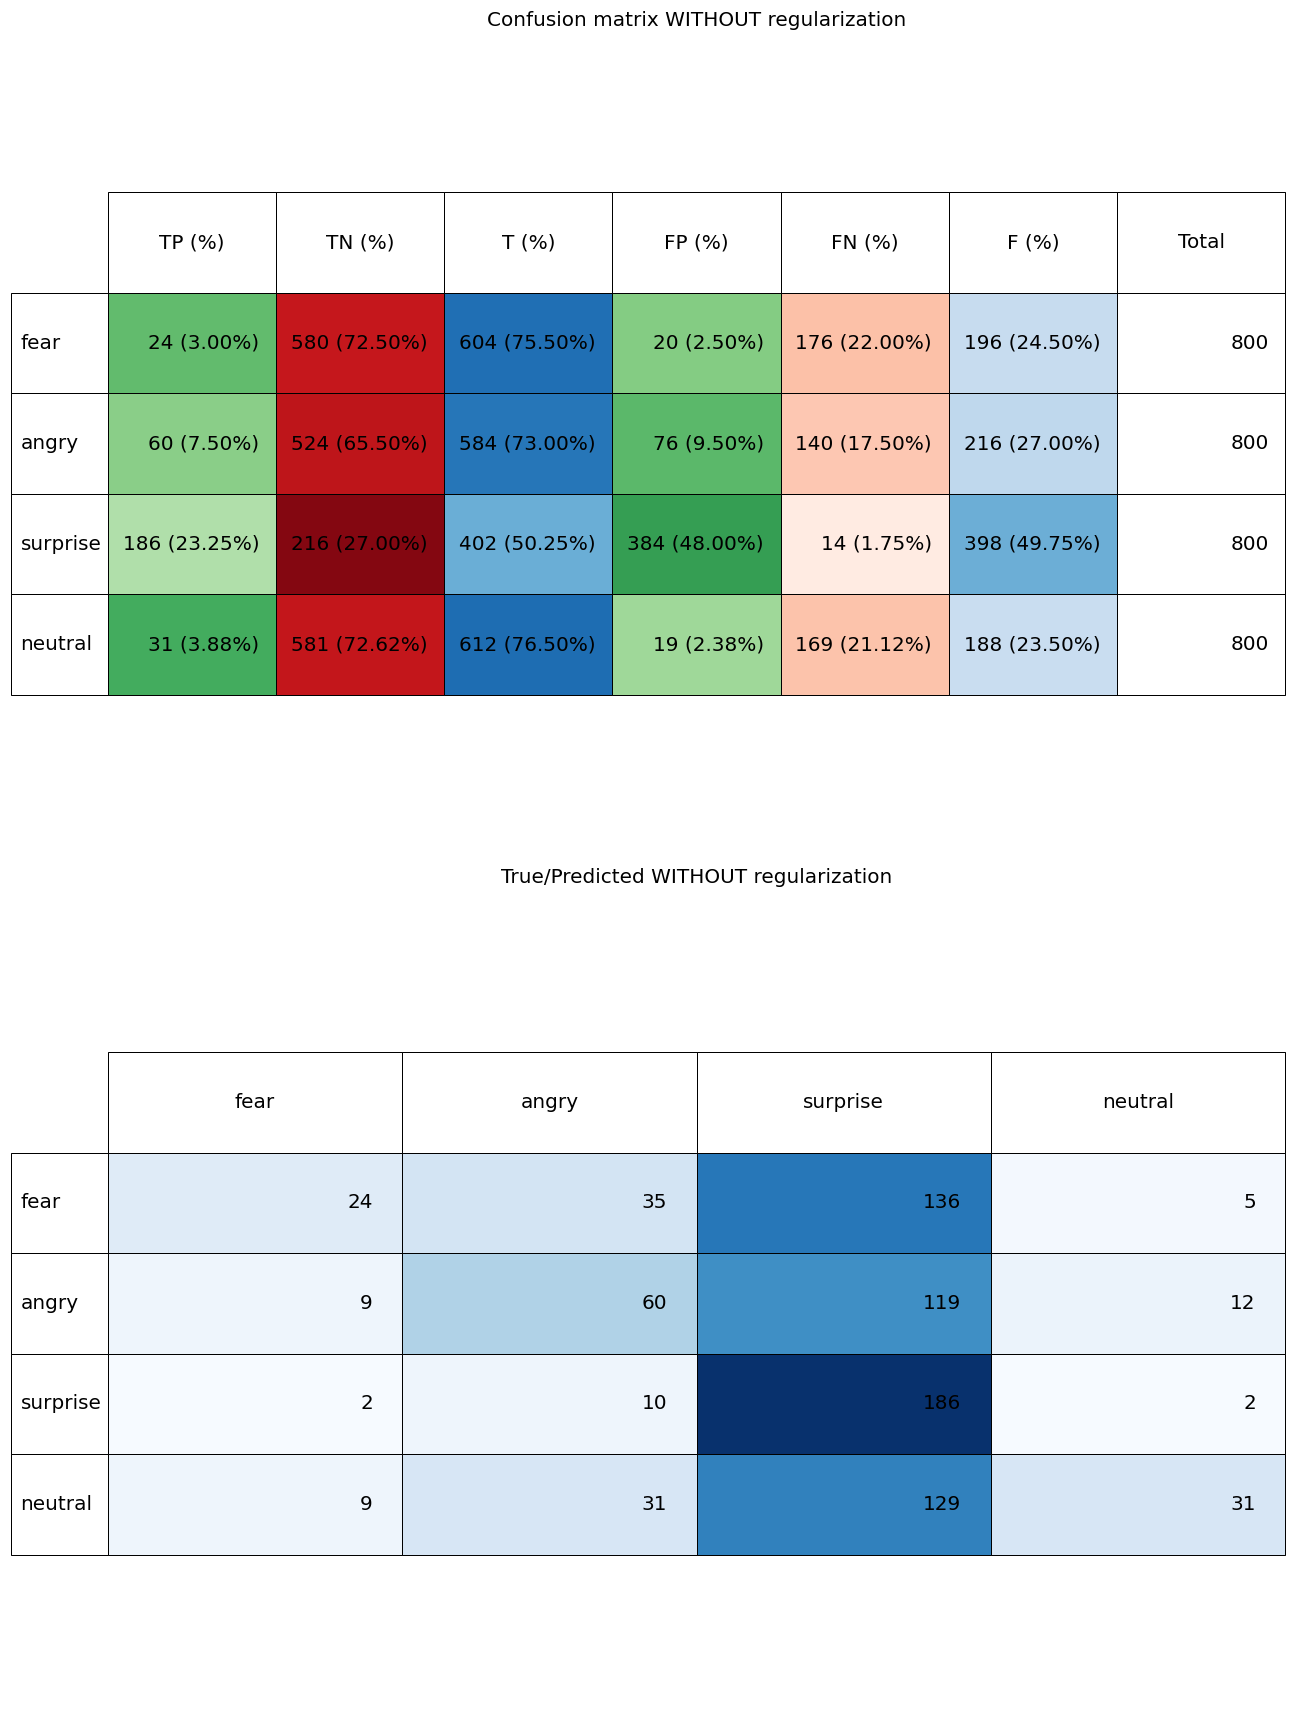 Confusion matrix WITHOUT regularization
TP (%) TN (%) T (%) FP (%) FN (%) F (%) Total
fear 24 (3.00%) 580 (72.50%) 604 (75.50%) 20 (2.50%) 176 (22.00%) 196 (24.50%) 800
angry 60 (7.50%) 524 (65.50%) 584 (73.00%) 76 (9.50%) 140 (17.50%) 216 (27.00%) 800
surprise 186 (23.25%) 216 (27.00%) 402 (50.25%) 384 (48.00%) 14 (1.75%) 398 (49.75%) 800
neutral 31 (3.88%) 581 (72.62%) 612 (76.50%) 19 (2.38%) 169 (21.12%) 188 (23.50%) 800
True/Predicted WITHOUT regularization
fear angry surprise neutral
fear 24 35 136 5
angry 9 60 119 12
surprise 2 10 186 2
neutral 9 31 129 31